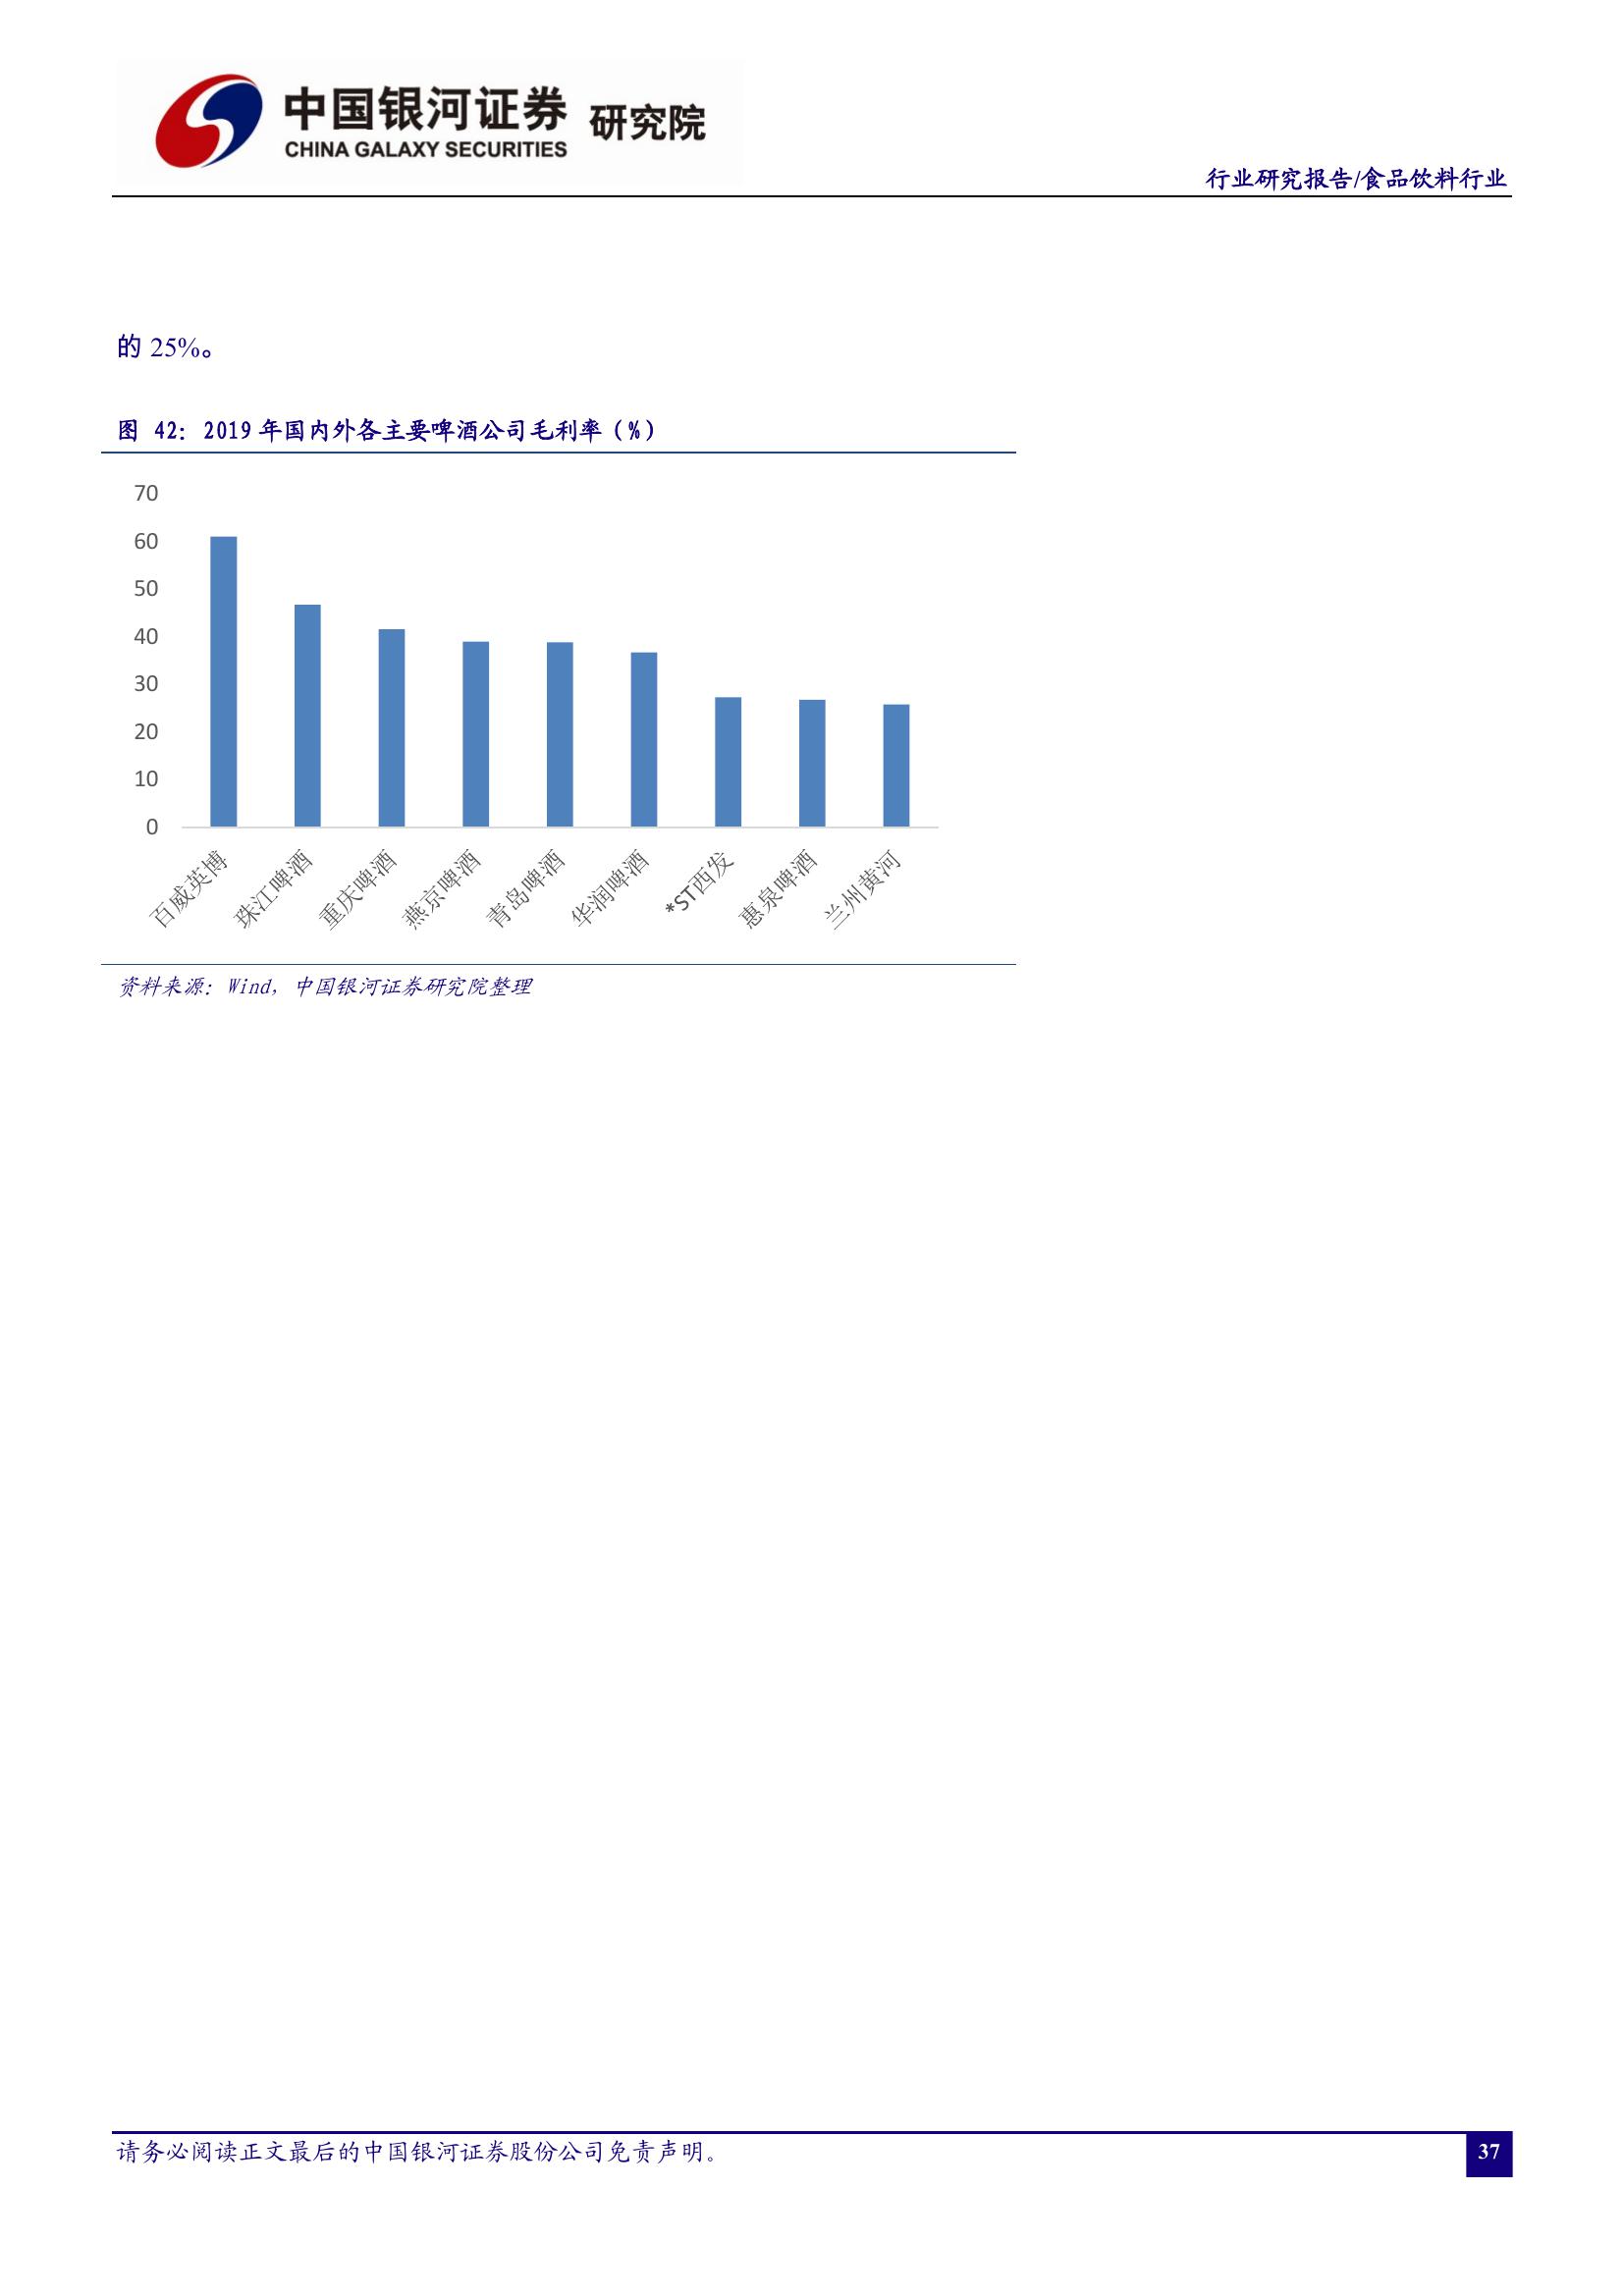 中国银河证券 研究院
CHINA GALAXY SECURITIES
行业研究报告/食品饮料行业
的 25%。
图 42：2019 年国内外各主要啤酒公司毛利率（%）
70
60
50
40
30
20
10
0
百威英博
珠江啤酒
重庆啤酒
燕京啤酒
青岛啤酒
华润啤酒
*ST西发
惠泉啤酒
兰州黄河
资料来源：Wind，中国银河证券研究院整理
请务必阅读正文最后的中国银河证券股份公司免责声明。
37